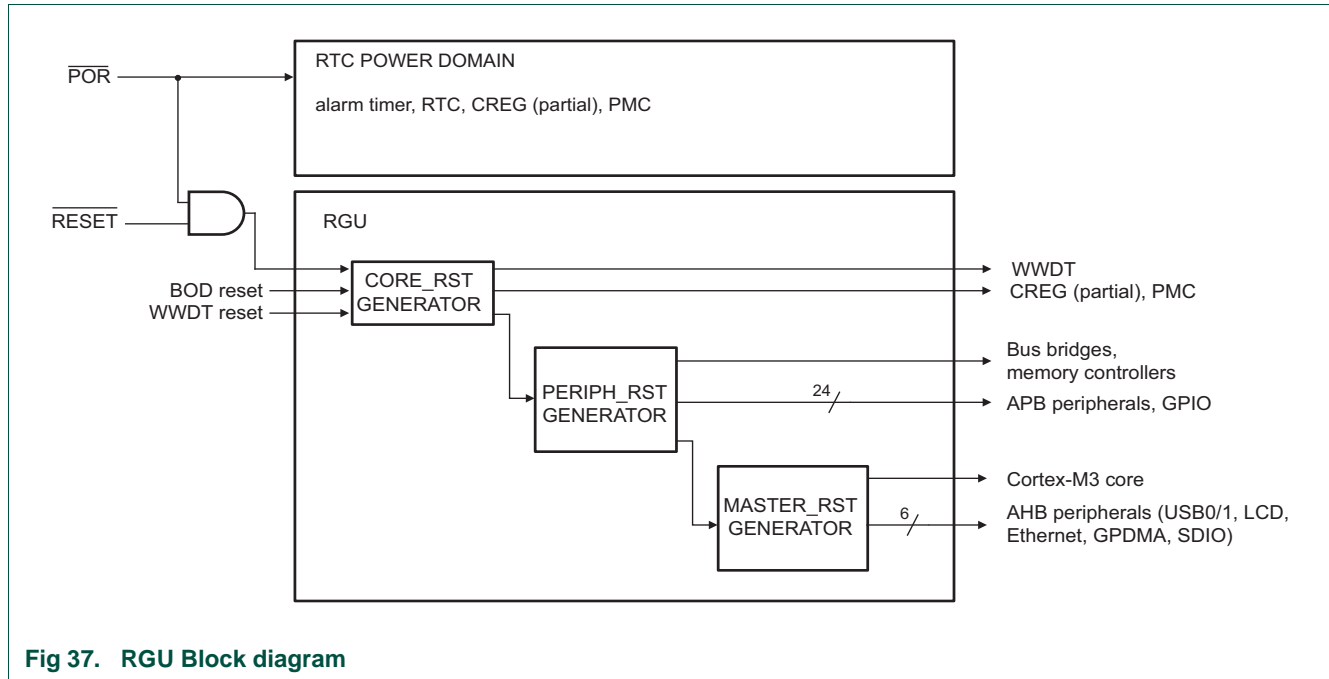 POR
RTC POWER DOMAIN
alarm timer, RTC, CREG (partial), PMC
RESET
RGU
BOD reset
WWDT reset
CORE_RST
GENERATOR
WWDT
CREG (partial), PMC
PERIPH_RST
GENERATOR
Bus bridges,
memory controllers
24
APB peripherals, GPIO
MASTER_RST
GENERATOR
Cortex-M3 core
6
AHB peripherals (USB0/1, LCD,
Ethernet, GPDMA, SDIO)
Fig 37. RGU Block diagram